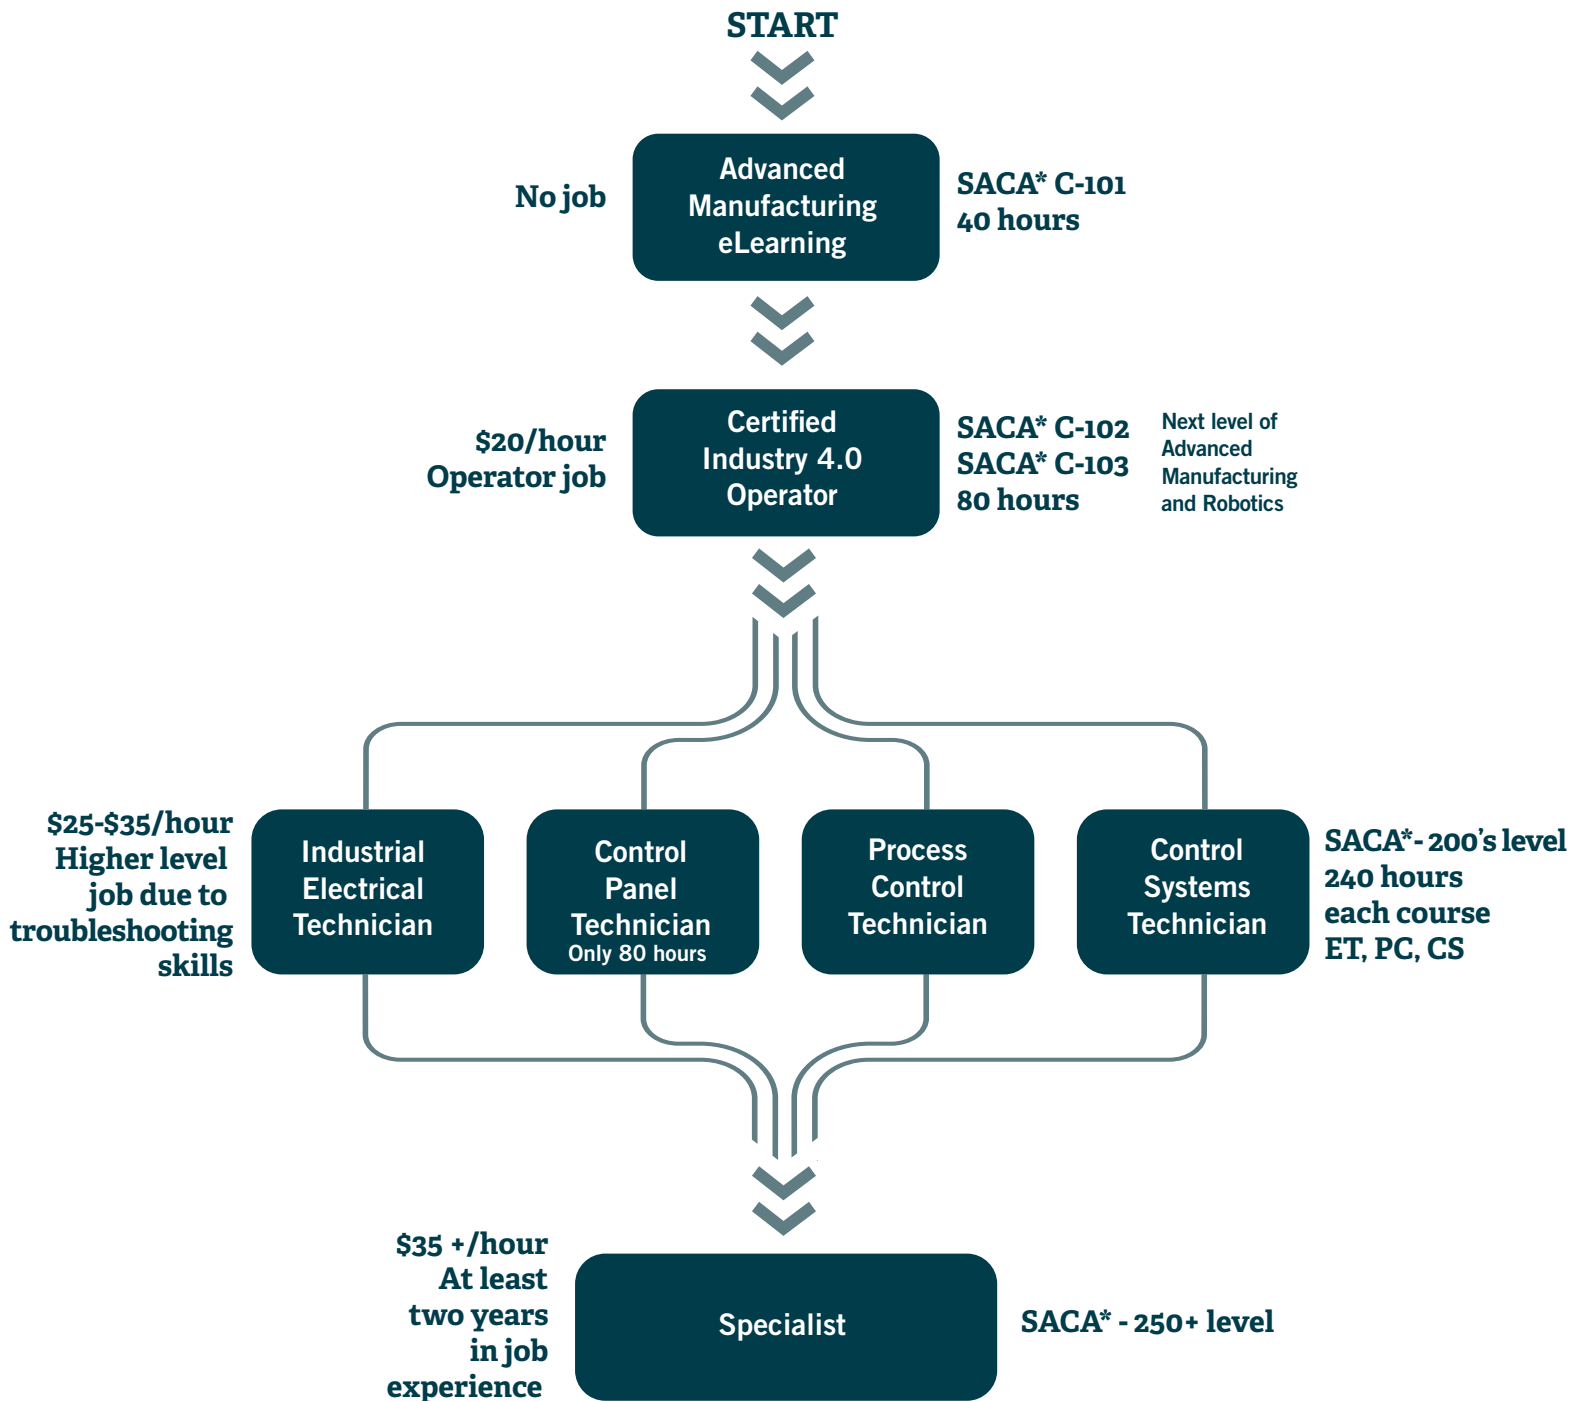 START
No job
Advanced
Manufacturing
eLearning
SACA* C-101
40 hours
$20/hour
Operator job
Certified
Industry 4.0
Operator
SACA* C-102
SACA* C-103
80 hours
Next level of
Advanced
Manufacturing
and Robotics
$25-$35/hour
Higher level
job due to
troubleshooting
skills
Industrial
Electrical
Technician
Control
Panel
Technician
Only 80 hours
Process
Control
Technician
Control
Systems
Technician
SACA*- 200’s level
240 hours
each course
ET, PC, CS
$35 +/hour
At least
two years
in job
experience
Specialist
SACA* - 250+ level